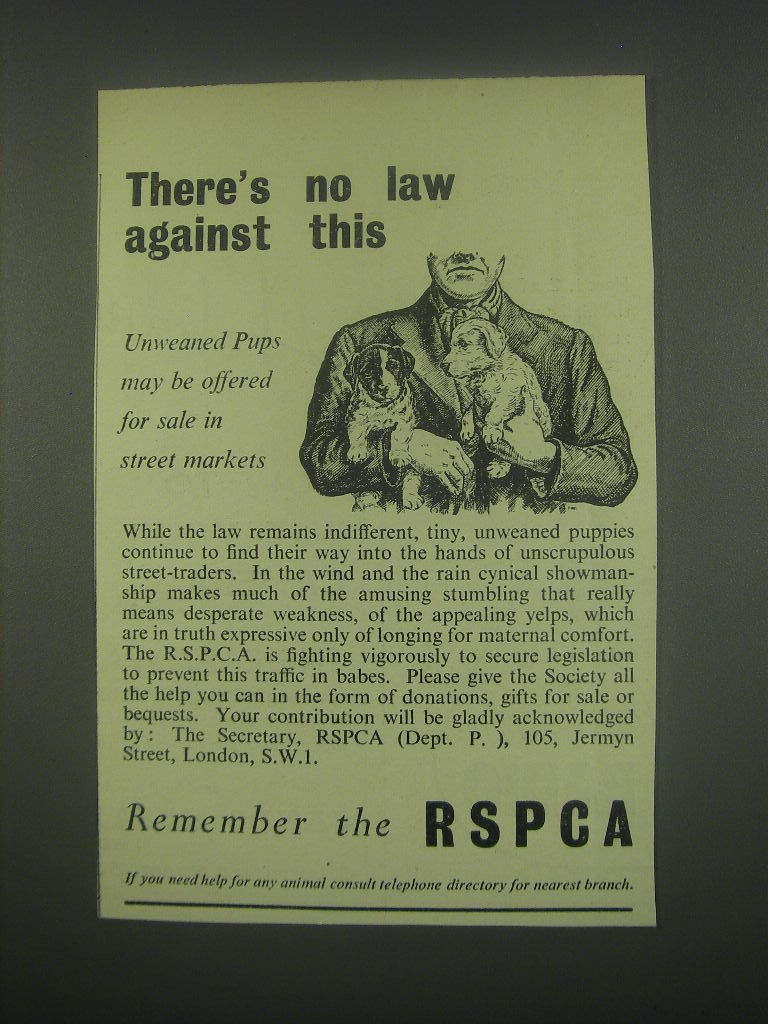 There's no law
against this
Unweaned Pups
may be offered
for sale in
street markets
While the law remains indifferent, tiny, unweaned puppies
continue to find their way into the hands of unscrupulous
street-traders. In the wind and the rain cynical showman-
ship makes much of the amusing stumbling that really
means desperate weakness, of the appealing yelps, which
are in truth expressive only of longing for maternal comfort.
The R.S.P.C.A. is fighting vigorously to secure legislation
to prevent this traffic in babes. Please give the Society all
the help you can in the form of donations, gifts for sale or
bequests. Your contribution will be gladly acknowledged
by: The Secretary, RSPCA (Dept. P. ), 105, Jermyn
Street, London, S.W.1.
Remember the RSPCA
If you need help for any animal consult telephone directory for nearest branch.